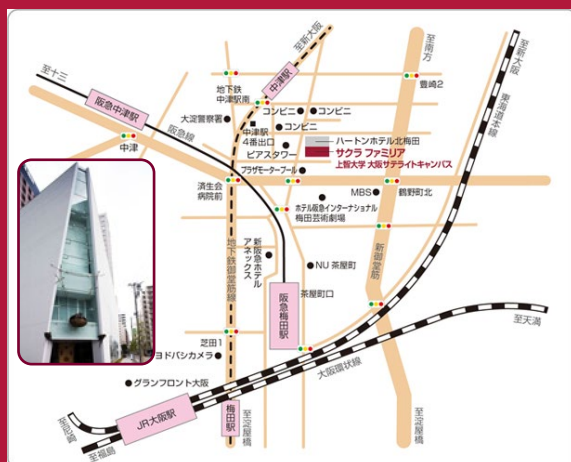 至新大阪
至十三
阪急中津駅
地下鉄
中津駅南
中津駅
至南方
豊崎2
至新大阪
東海道本線
大淀警察署
コンビニ
コンビニ
コンビニ
中津駅
4番出口
ピアスタワー
ハートンホテル北梅田
サクラ ファミリア
上智大学 大阪サテライトキャンパス
中津
阪急線
プラザモータープール
済生会
病院前
MBS
鶴野町北
ホテル阪急インターナショナル
梅田芸術劇場
地下鉄御堂筋線
新阪急ホテル
アネックス
NU 茶屋町
新御堂筋
阪急梅田駅
茶屋町口
芝田1
ヨドバシカメラ
グランフロント大阪
大阪環状線
至天満
JR大阪駅
梅田駅
至尼崎
至福島
至淀屋橋
至淀屋橋